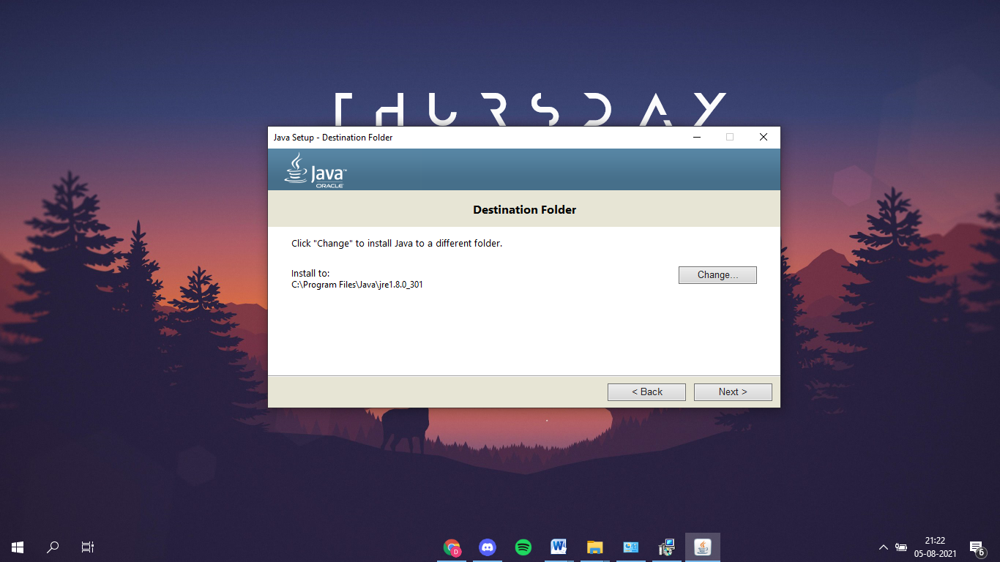 THURSDAY
Java Setup - Destination Folder
Java™
ORACLE
Destination Folder
Click "Change" to install Java to a different folder.
Install to:
Change...
C:\Program Files\Java\jre1.8.0_301
< Back
Next >
D
W
21:22
05-08-2021
6